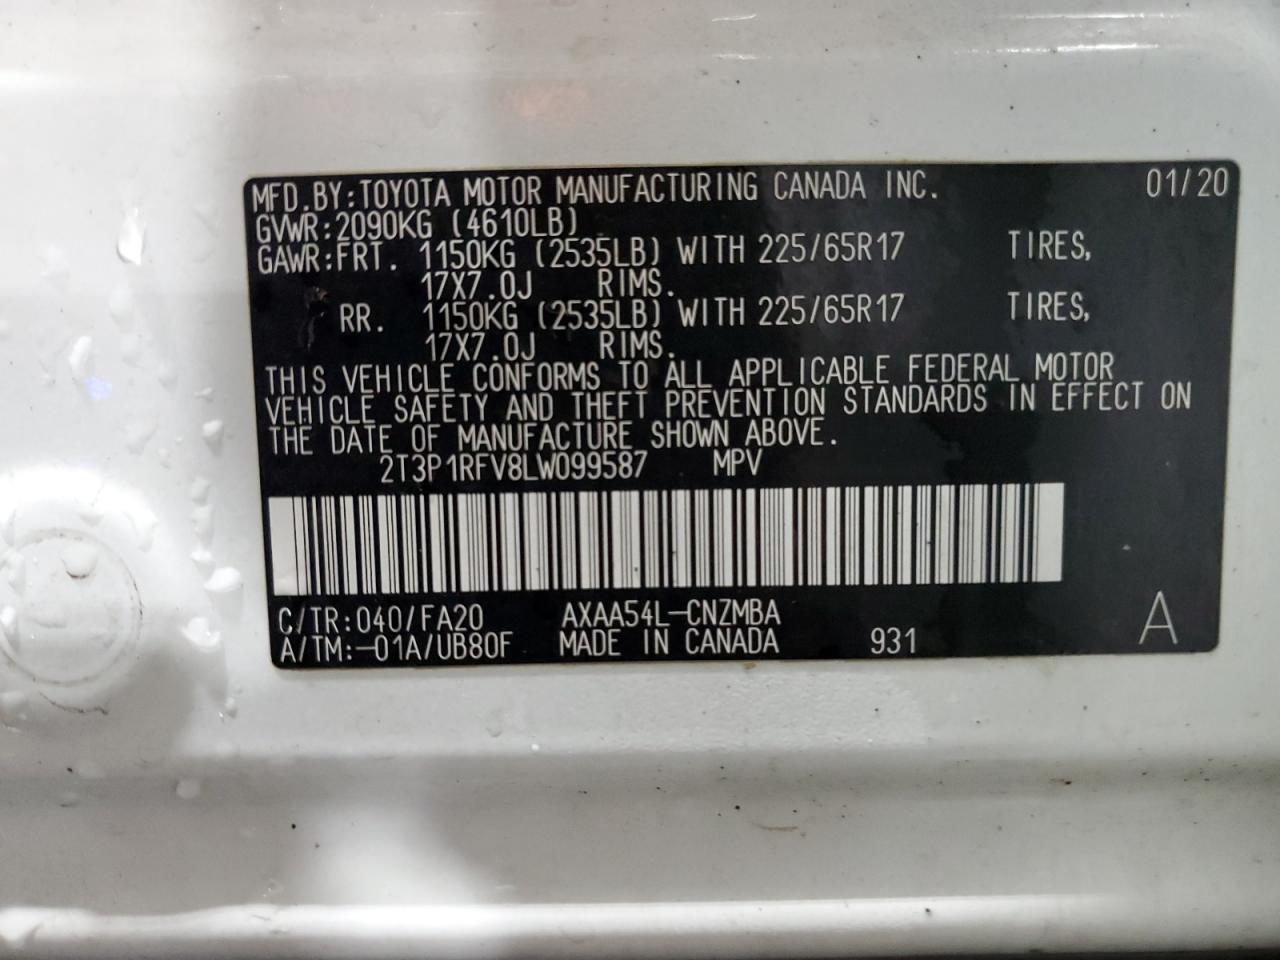 MFD.BY:TOYOTA MOTOR MANUFACTURING CANADA INC. 01/20
GVWR:2090KG (4610LB)
GAWR:FRT. 1150KG (2535LB) WITH 225/65R17 TIRES,
17X7.0J RIMS.
RR. 1150KG (2535LB) WITH 225/65R17 TIRES,
17X7.0J RIMS.
THIS VEHICLE CONFORMS TO ALL APPLICABLE FEDERAL MOTOR
VEHICLE SAFETY AND THEFT PREVENTION STANDARDS IN EFFECT ON
THE DATE OF MANUFACTURE SHOWN ABOVE.
2T3P1RFV8LW099587 MPV
C/TR:040/FA20 AXAA54L-CNZMBA
A/TM:-01A/UB80F MADE IN CANADA 931 A